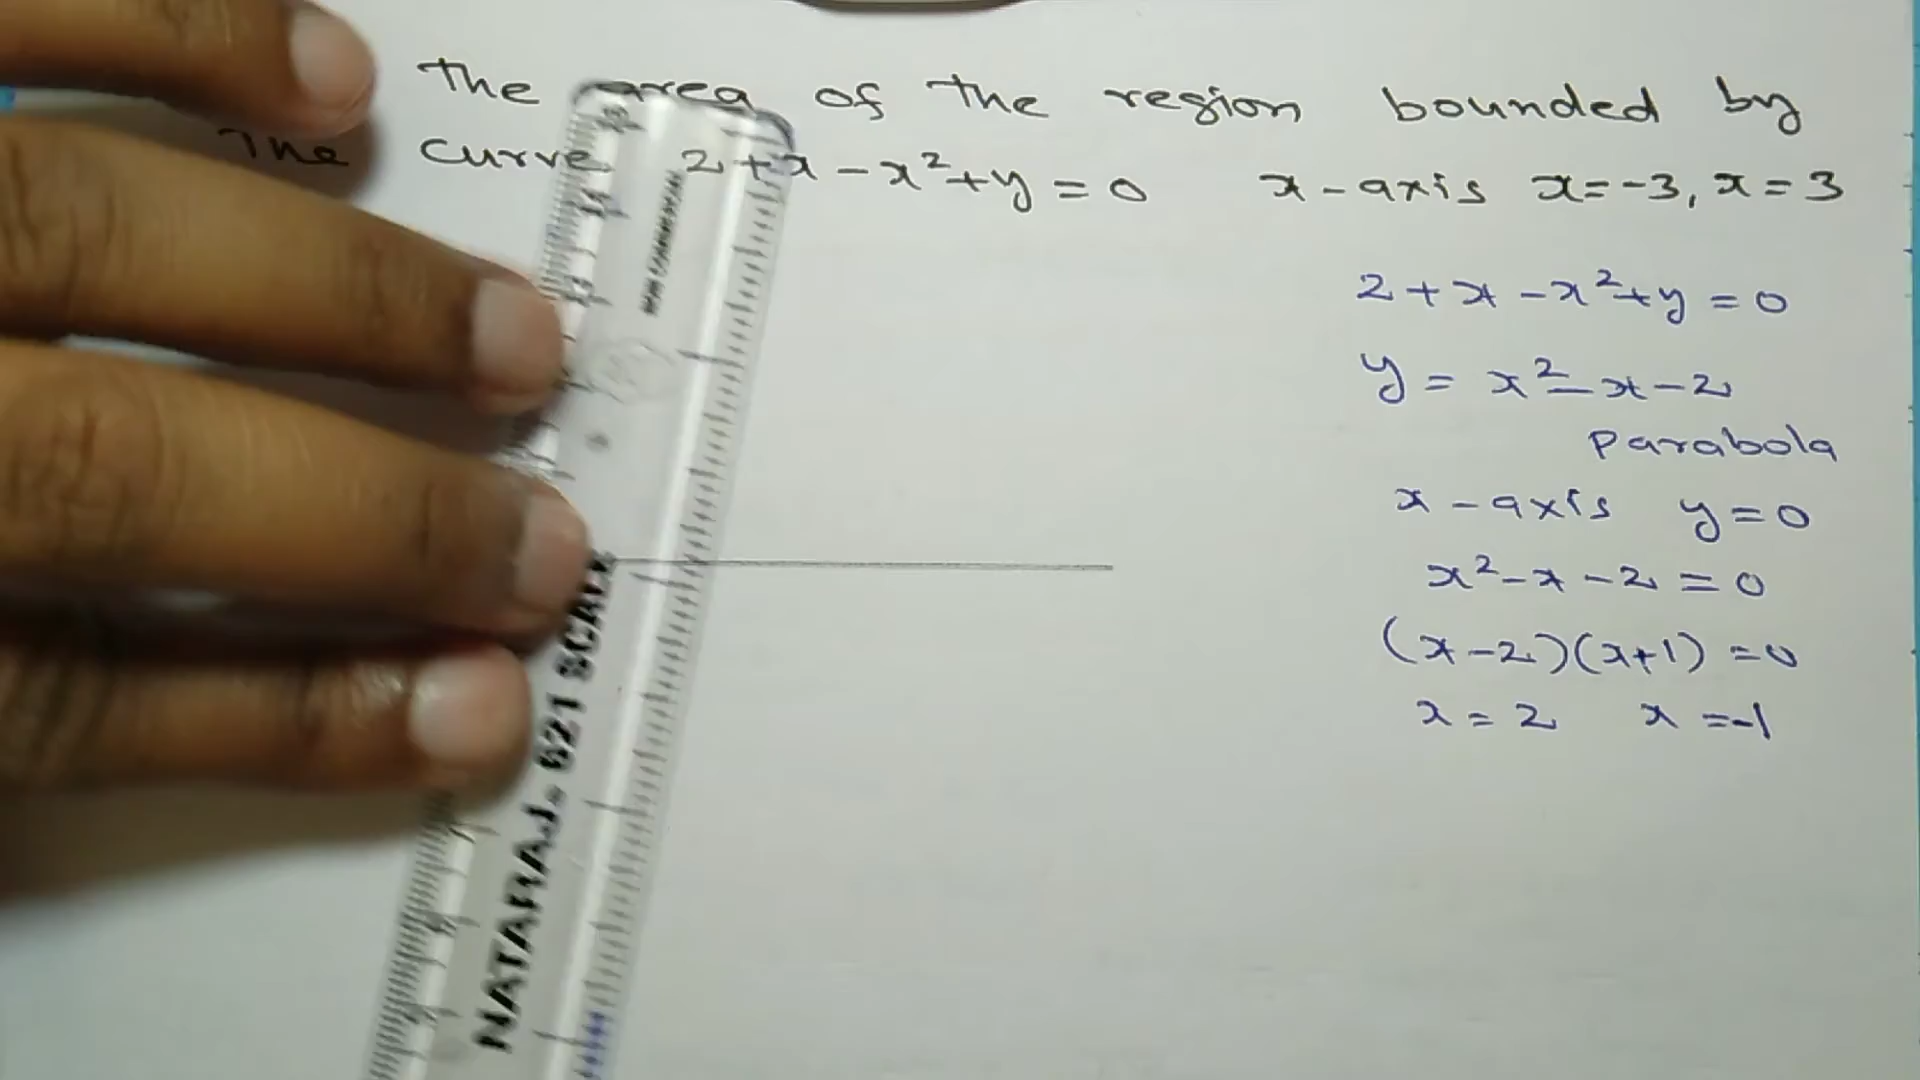 The area of the region bounded by
The curve 2+x-x²+y=0 x-axis x=-3, x=3
2+x-x²+y=0
y = x²-x-2
Parabola
x-axis y=0
x²-x-2=0
(x-2)(x+1)=0
x=2 x=-1
NATARAJ 621 SCALE